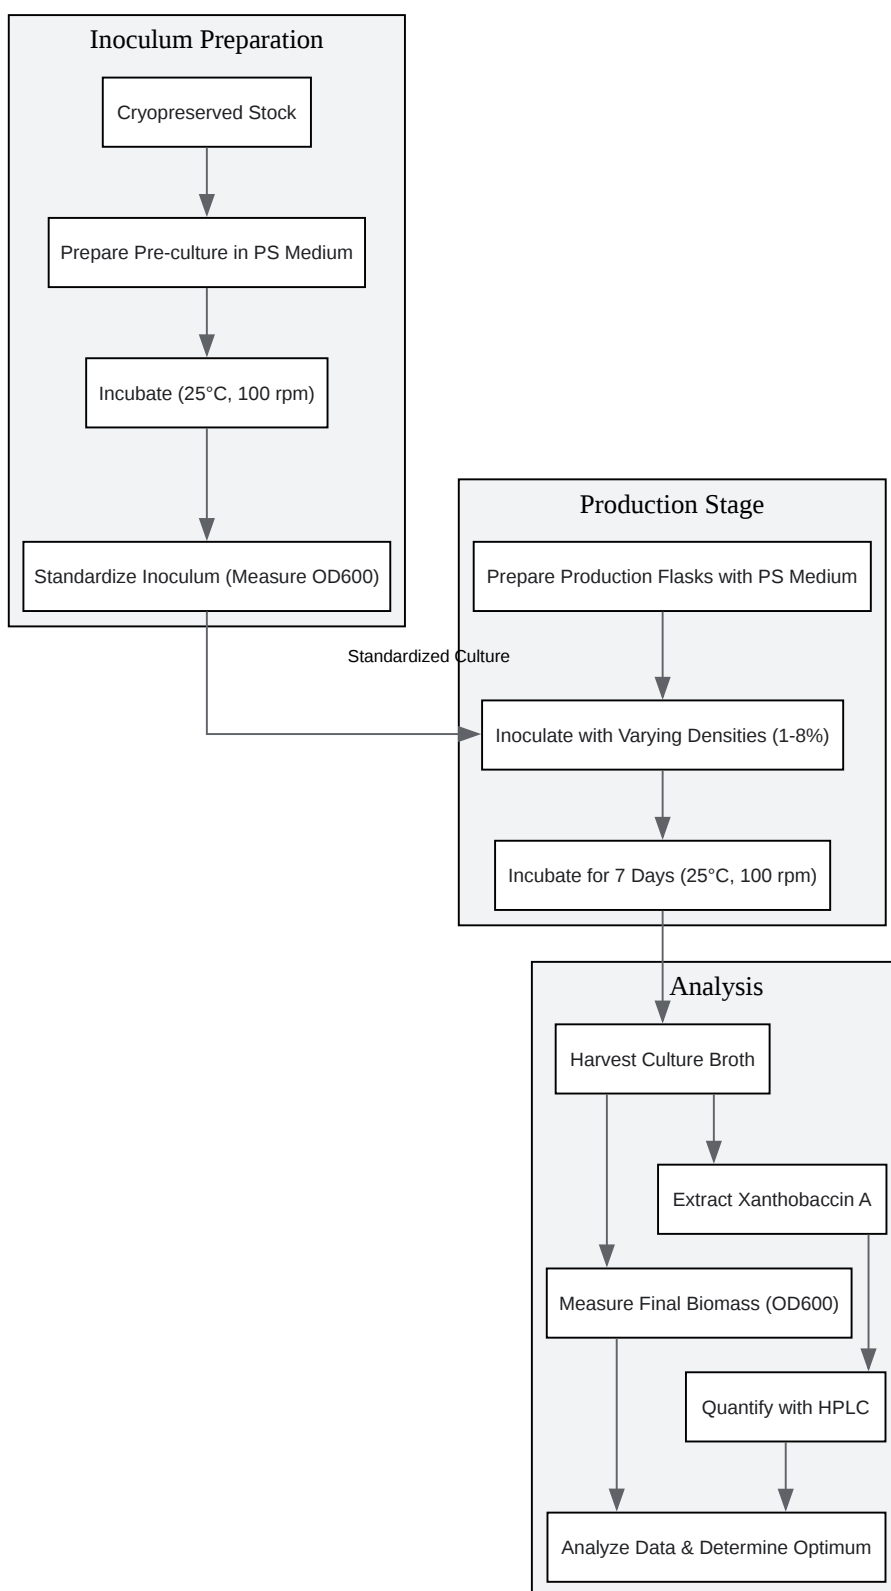 Inoculum Preparation
Cryopreserved Stock
Prepare Pre-culture in PS Medium
Incubate (25°C, 100 rpm)
Standardize Inoculum (Measure OD600)
Standardized Culture
Production Stage
Prepare Production Flasks with PS Medium
Inoculate with Varying Densities (1-8%)
Incubate for 7 Days (25°C, 100 rpm)
Analysis
Harvest Culture Broth
Extract Xanthobaccin A
Measure Final Biomass (OD600)
Quantify with HPLC
Analyze Data & Determine Optimum